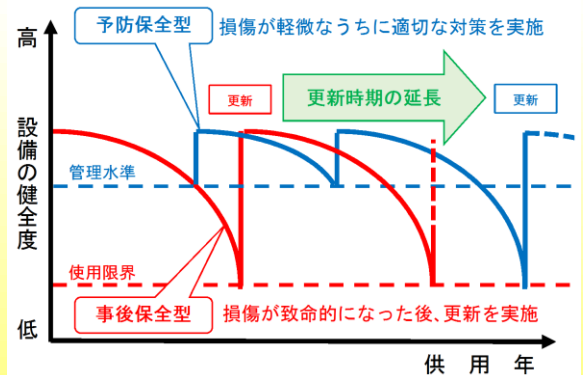 高
予防保全型
損傷が軽微なうちに適切な対策を実施
更新
更新時期の延長
更新
設備の健全度
管理水準
使用限界
事後保全型
損傷が致命的になった後、更新を実施
低
供用年